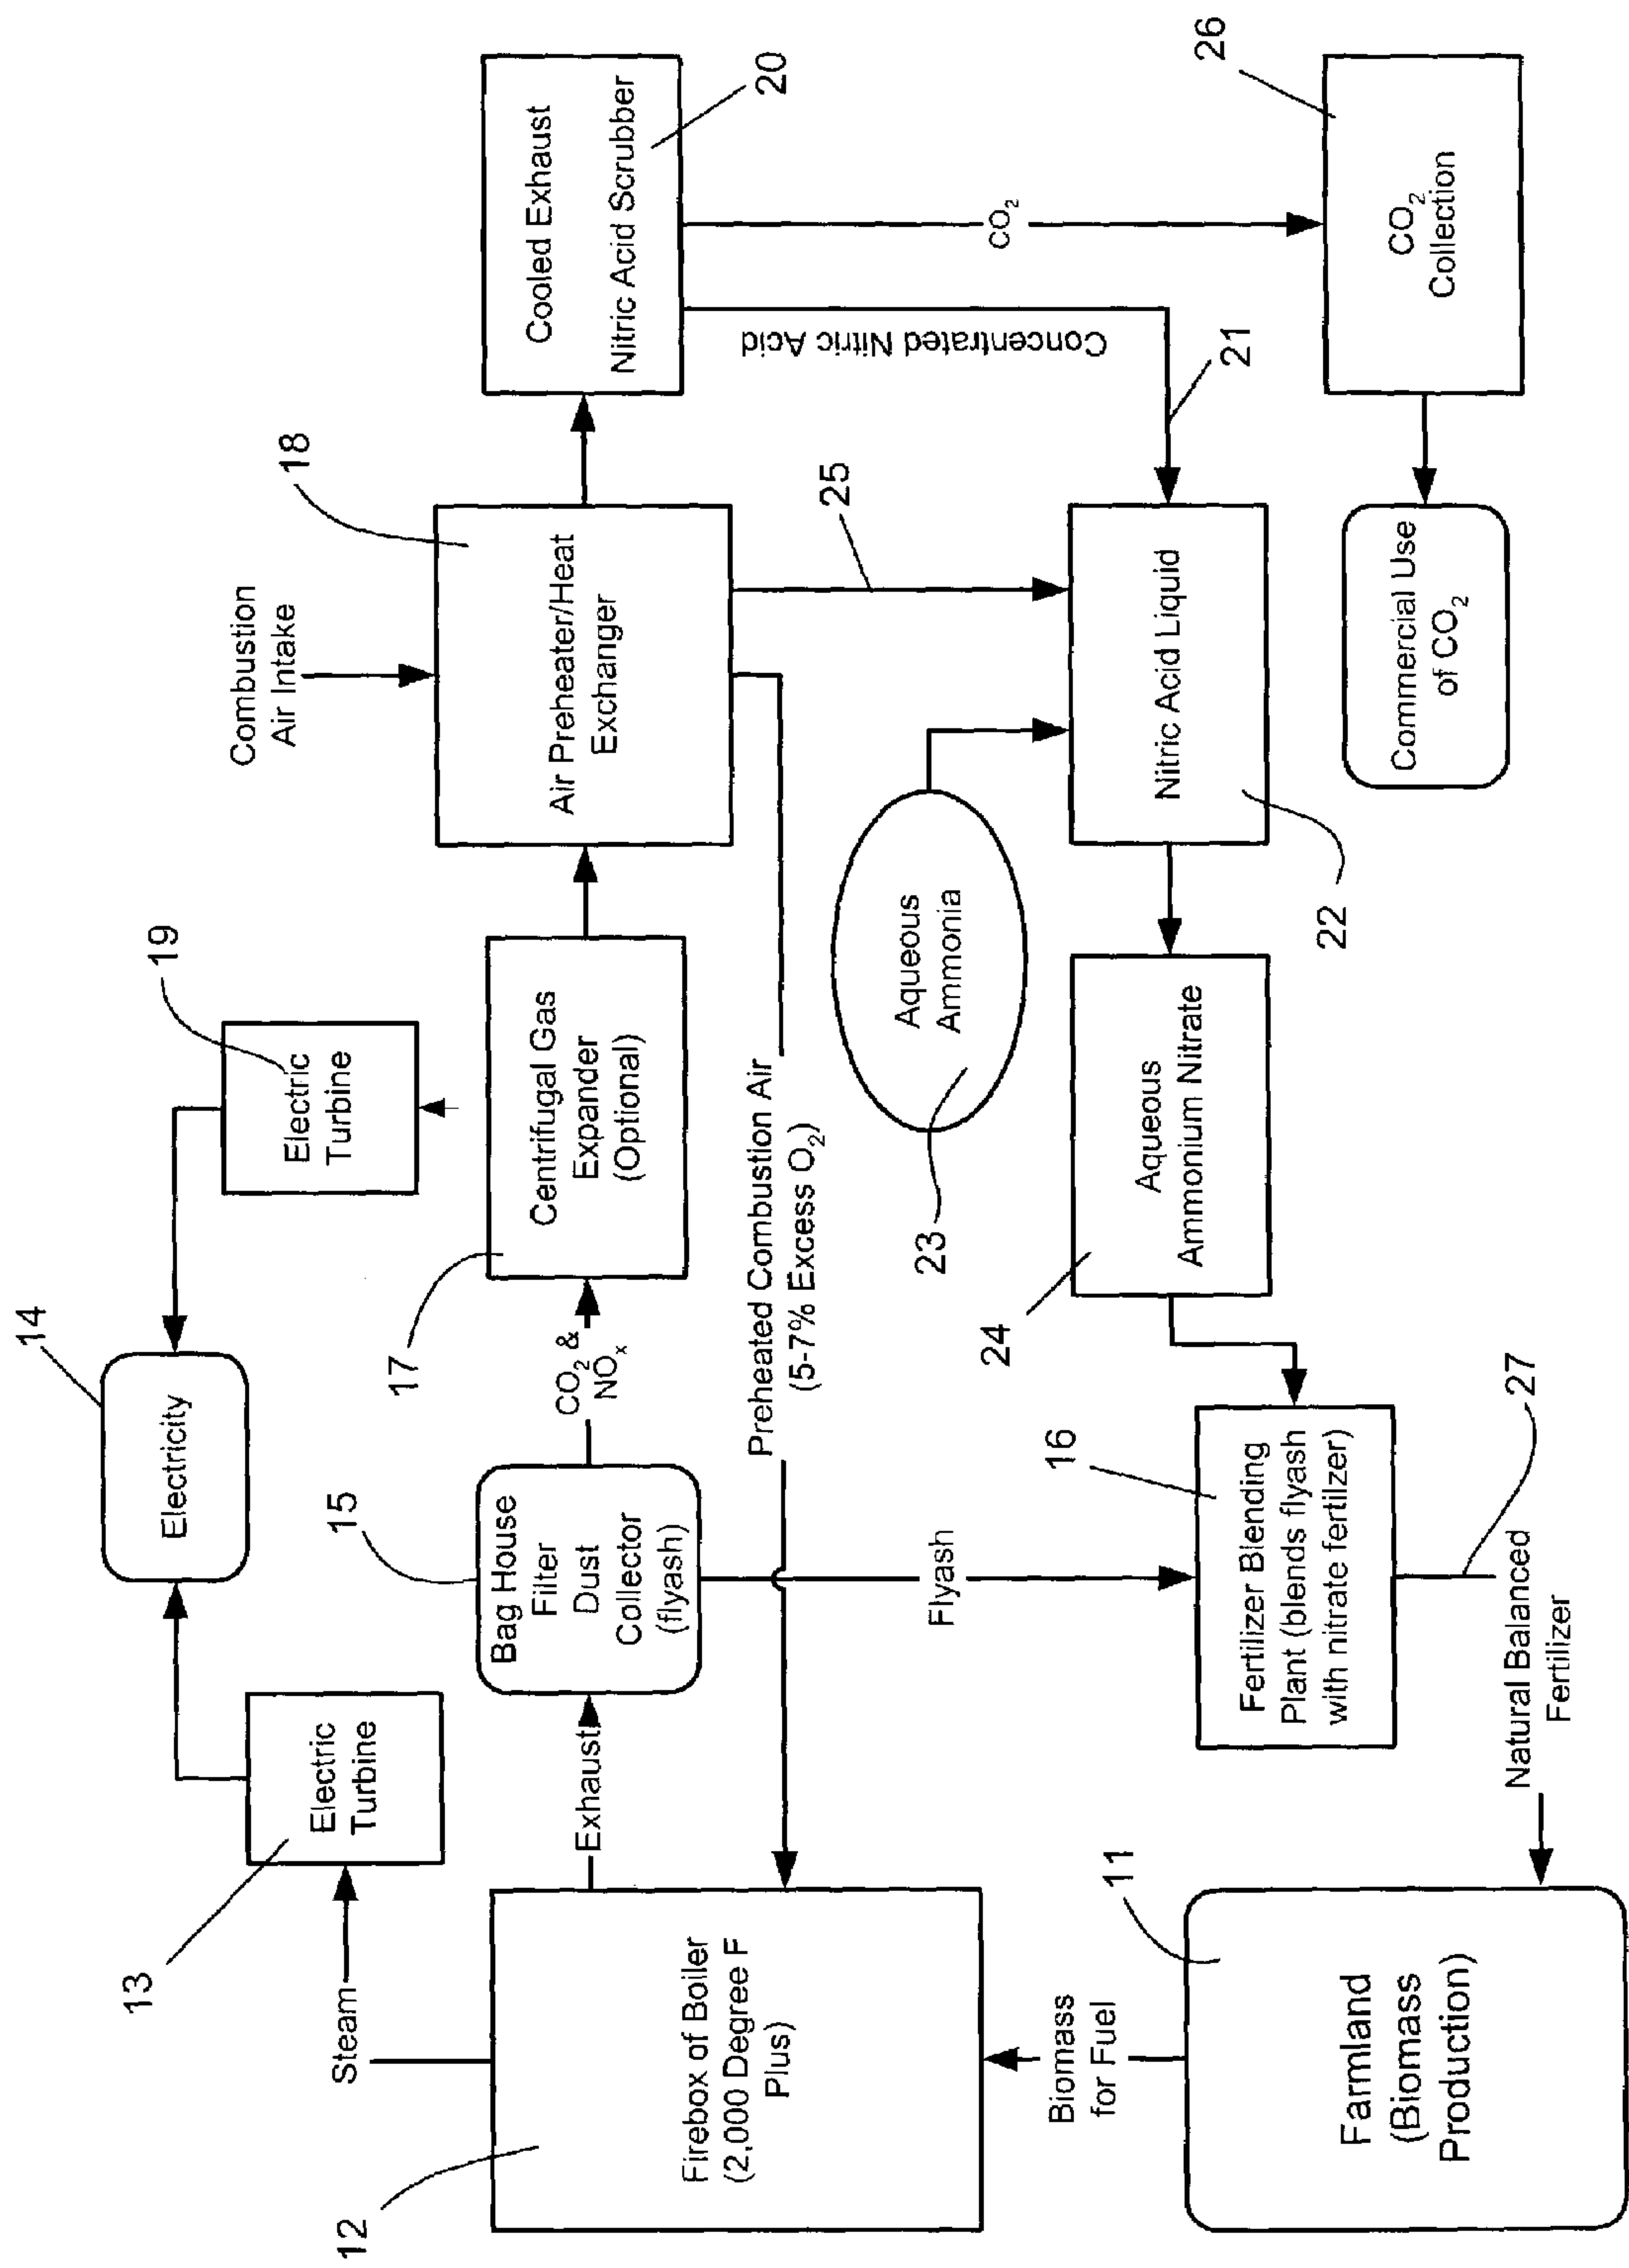 14
Electricity
19
Electric
Turbine
13
Electric
Turbine
Steam
Combustion
Air Intake
18
Air Preheater/Heat
Exchanger
20
Cooled Exhaust
Nitric Acid Scrubber
17
Centrifugal Gas
Expander
(Optional)
CO2 &
NOx
15
Bag House
Filter
Dust
Collector
(flyash)
Exhaust
12
Firebox of Boiler
(2,000 Degree F
Plus)
Preheated Combustion Air
(5-7% Excess O2)
25
Concentrated Nitric Acid
CO2
21
26
CO2
Collection
Commercial Use
of CO2
Nitric Acid Liquid
22
Aqueous
Ammonia
23
Aqueous
Ammonium Nitrate
24
Flyash
16
Fertilizer Blending
Plant (blends flyash
with nitrate fertilzer)
27
Natural Balanced
Fertilizer
Biomass
for Fuel
11
Farmland
(Biomass
Production)